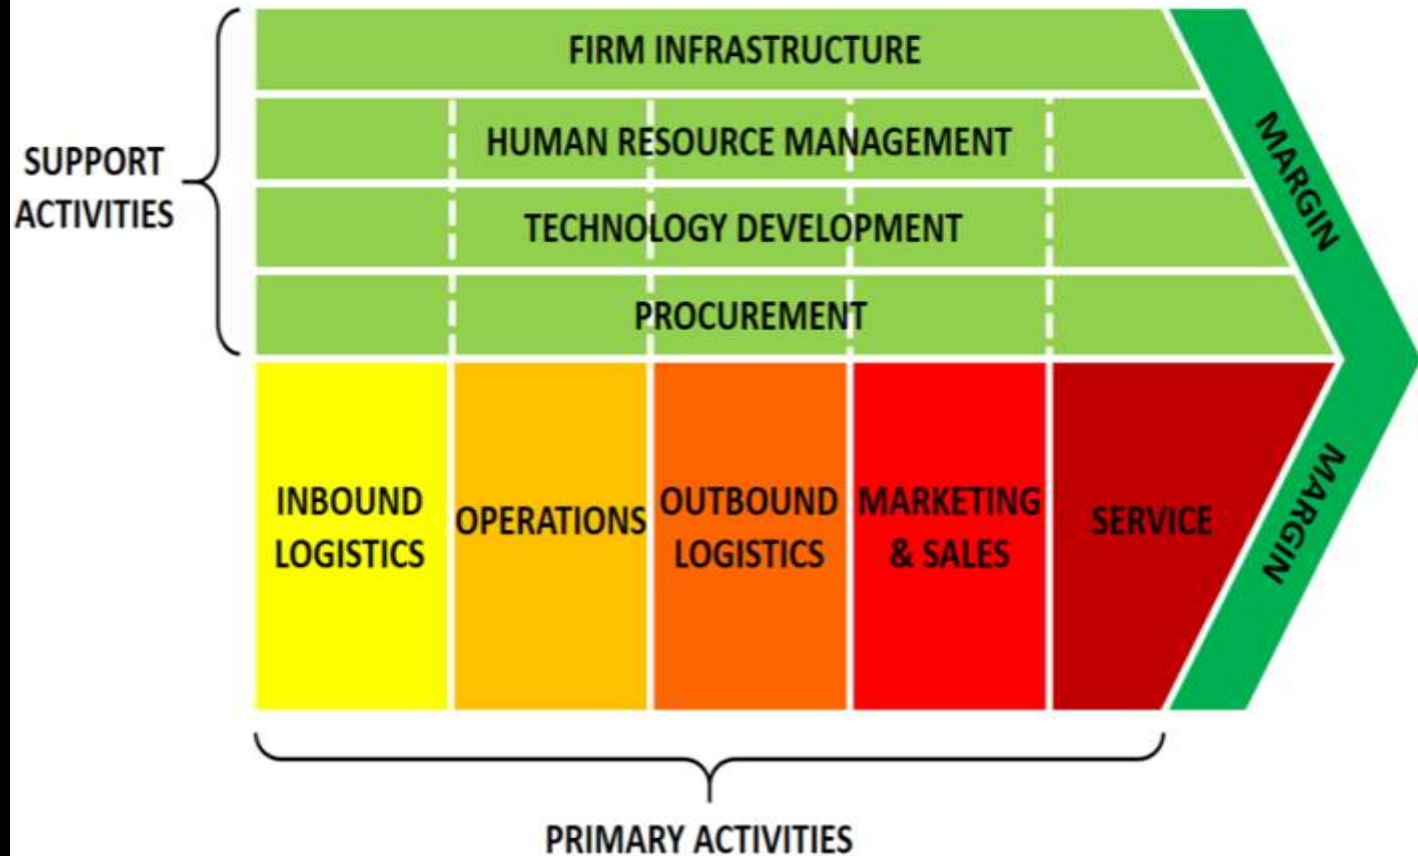 FIRM INFRASTRUCTURE
HUMAN RESOURCE MANAGEMENT
TECHNOLOGY DEVELOPMENT
PROCUREMENT
SUPPORT
ACTIVITIES
MARGIN
INBOUND
LOGISTICS
OPERATIONS
OUTBOUND
LOGISTICS
MARKETING
& SALES
SERVICE
MARGIN
PRIMARY ACTIVITIES